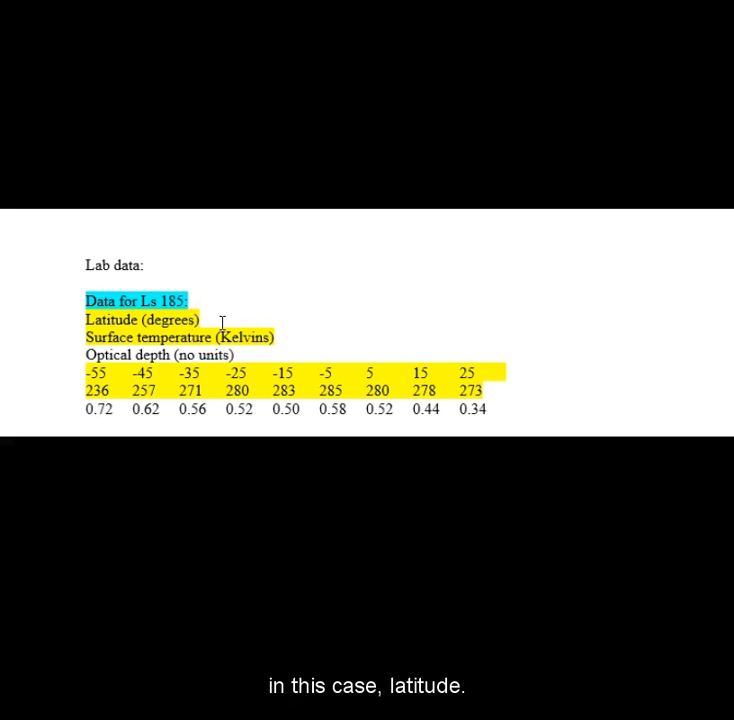 Lab data:
Data for Ls 185:
Latitude (degrees)
Surface temperature (Kelvins)
Optical depth (no units)
-55 -45 -35 -25 -15 -5 5 15 25
236 257 271 280 283 285 280 278 273
0.72 0.62 0.56 0.52 0.50 0.58 0.52 0.44 0.34
in this case, latitude.